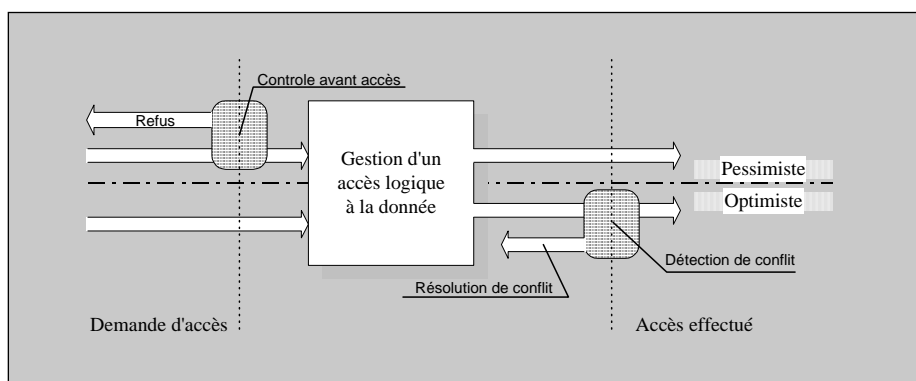 Controle avant accès
Refus
Gestion d'un
accès logique
à la donnée
Pessimiste
Optimiste
Détection de conflit
Résolution de conflit
Demande d'accès
Accès effectué